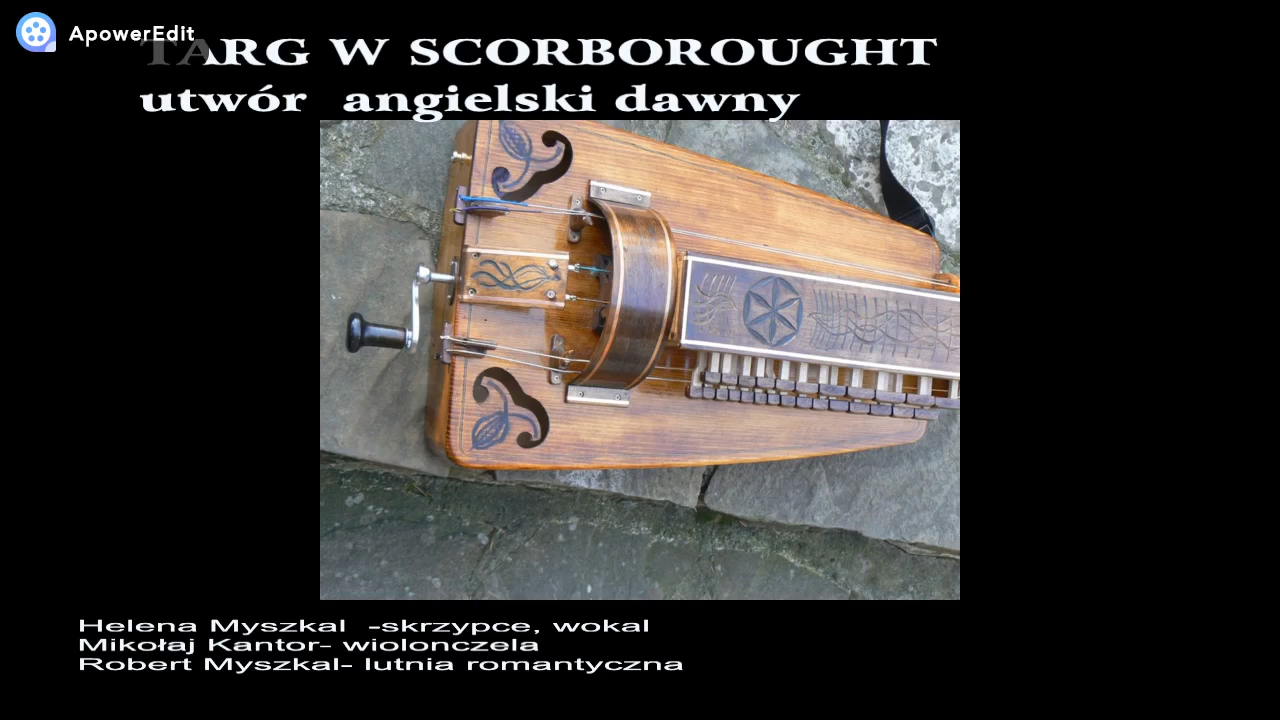 ApowerEdit
TARG W SCORBOROUGHT
utwór angielski dawny
Helena Myszkal -skrzypce, wokal
Mikołaj Kantor- wiolonczela
Robert Myszkal- lutnia romantyczna